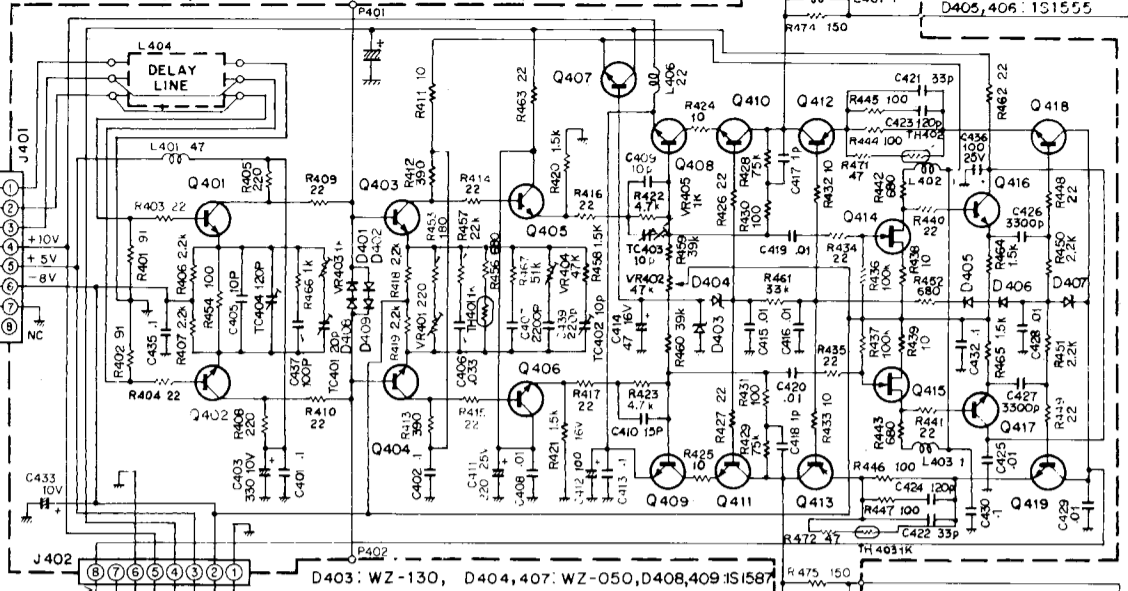 P401
R474 150
D405,406: 1S1555
L404
DELAY
LINE
J401
1
2
3
4
5
6
7
8
+10V
+5V
-8V
NC
L401 47
R405
220
Q401
R403 22
R401 91
R402 91
R404 22
Q402
C435 .1
R406 2.2k
R407 2.2k
R454 100
C405 10P
TC404 120P
R466 1k
C437
100P
VR403 1k
TC401 20p
R409
22
R410
22
R408
220
C403
330 10V
C401 .1
C433
10V
D402
D401
D409
Q403
R411 10
R412
390
R453
180
R457
22k
R414
22
R418 2.2k
R419 2.2k
VR401 220
C406
.033
TH401 1k
R456 680
Q404
R413
390
R415
22
C402 .1
C411
220 25V
C408 .01
R463 22
Q405
Q406
R467
51k
VR404
47k
2200P
220P
TC402 10p
R458 1.5K
R420 1.5k
R416
22
R417
22
R421 1.5k
C412 100 16V
C413 .1
C414
47 16V
Q407
L406
22
R424
10
Q408
C409
10p
4.7k
TC403
10p
VR405
1K
R459
39k
VR402
47k
R460 39k
R423
4.7k
C410 15P
Q409
R425
10
D404
D403
Q410
R426 22
R428
75k
R430
100
C417 1p
C419 .01
R461
33k
C415 .01
C416 .01
R427 22
R429
75k
R431
100
C418 1p
C420
.01
Q411
Q412
R432 10
R433 10
Q413
R434
22
R435
22
R445 100
C421 33p
C423 120p
R444 100
TH402
R471
47
L402 1
R442
680
Q414
R436
100k
R438
10
R440
22
R437
100k
R439
10
Q415
R443
680
R441
22
L403 1
R446 100
C424 120p
R447 100
C422 33p
R472 47
TH403 1K
R462 22
C436
100
25V
Q416
C426
3300p
R464
1.5k
R452
680
D405
D406
D407
C432 .1
R465 1.5k
C428 .01
C427
3300p
Q417
C425
.01
C430
.1
Q418
R448
22
R450
2.2k
R451
2.2k
R449
22
Q419
C429
.01
J402
8
7
6
5
4
3
2
1
P402
D403: WZ-130, D404,407: WZ-050, D408,409: 1S1587
R475 150